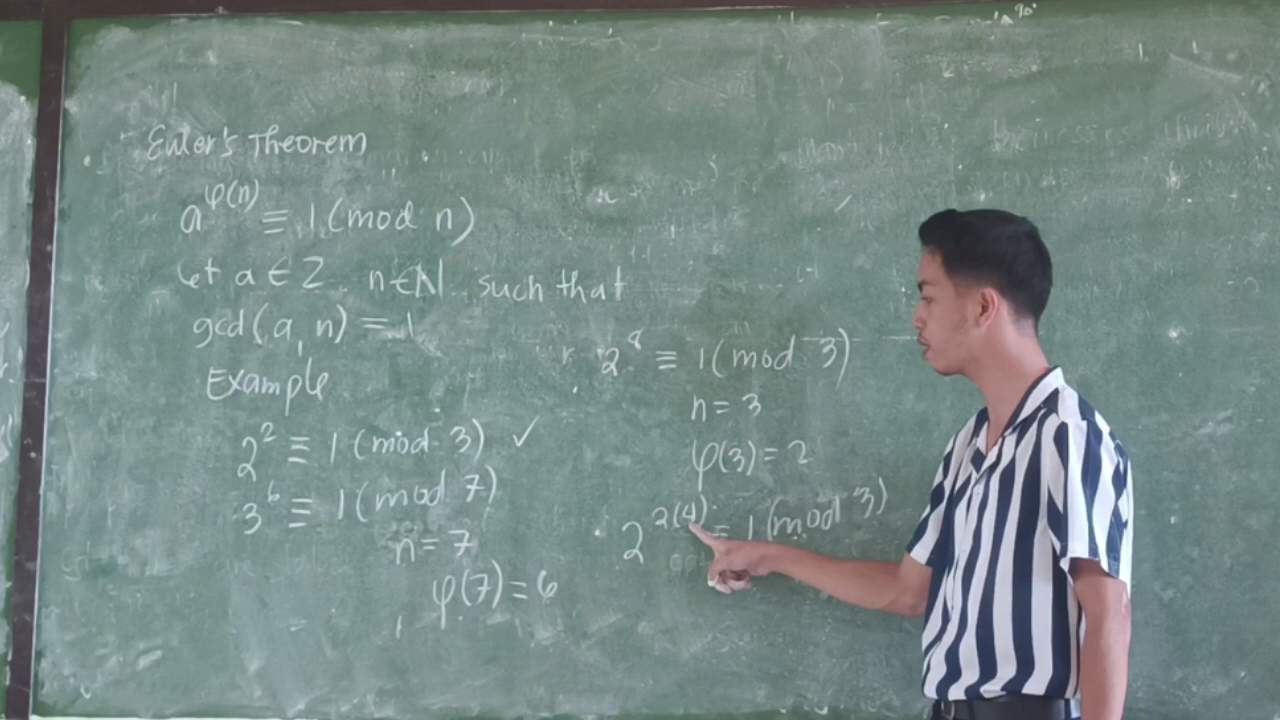 Euler's Theorem
a^φ(n) ≡ 1 (mod n)
let a ∈ Z n ∈ N such that
gcd(a, n) = 1
Example
2^2 ≡ 1 (mod 3) ✓
3^6 ≡ 1 (mod 7)
n = 7
φ(7) = 6
2^8 ≡ 1 (mod 3)
n = 3
φ(3) = 2
2^2(4) ≡ 1 (mod 3)